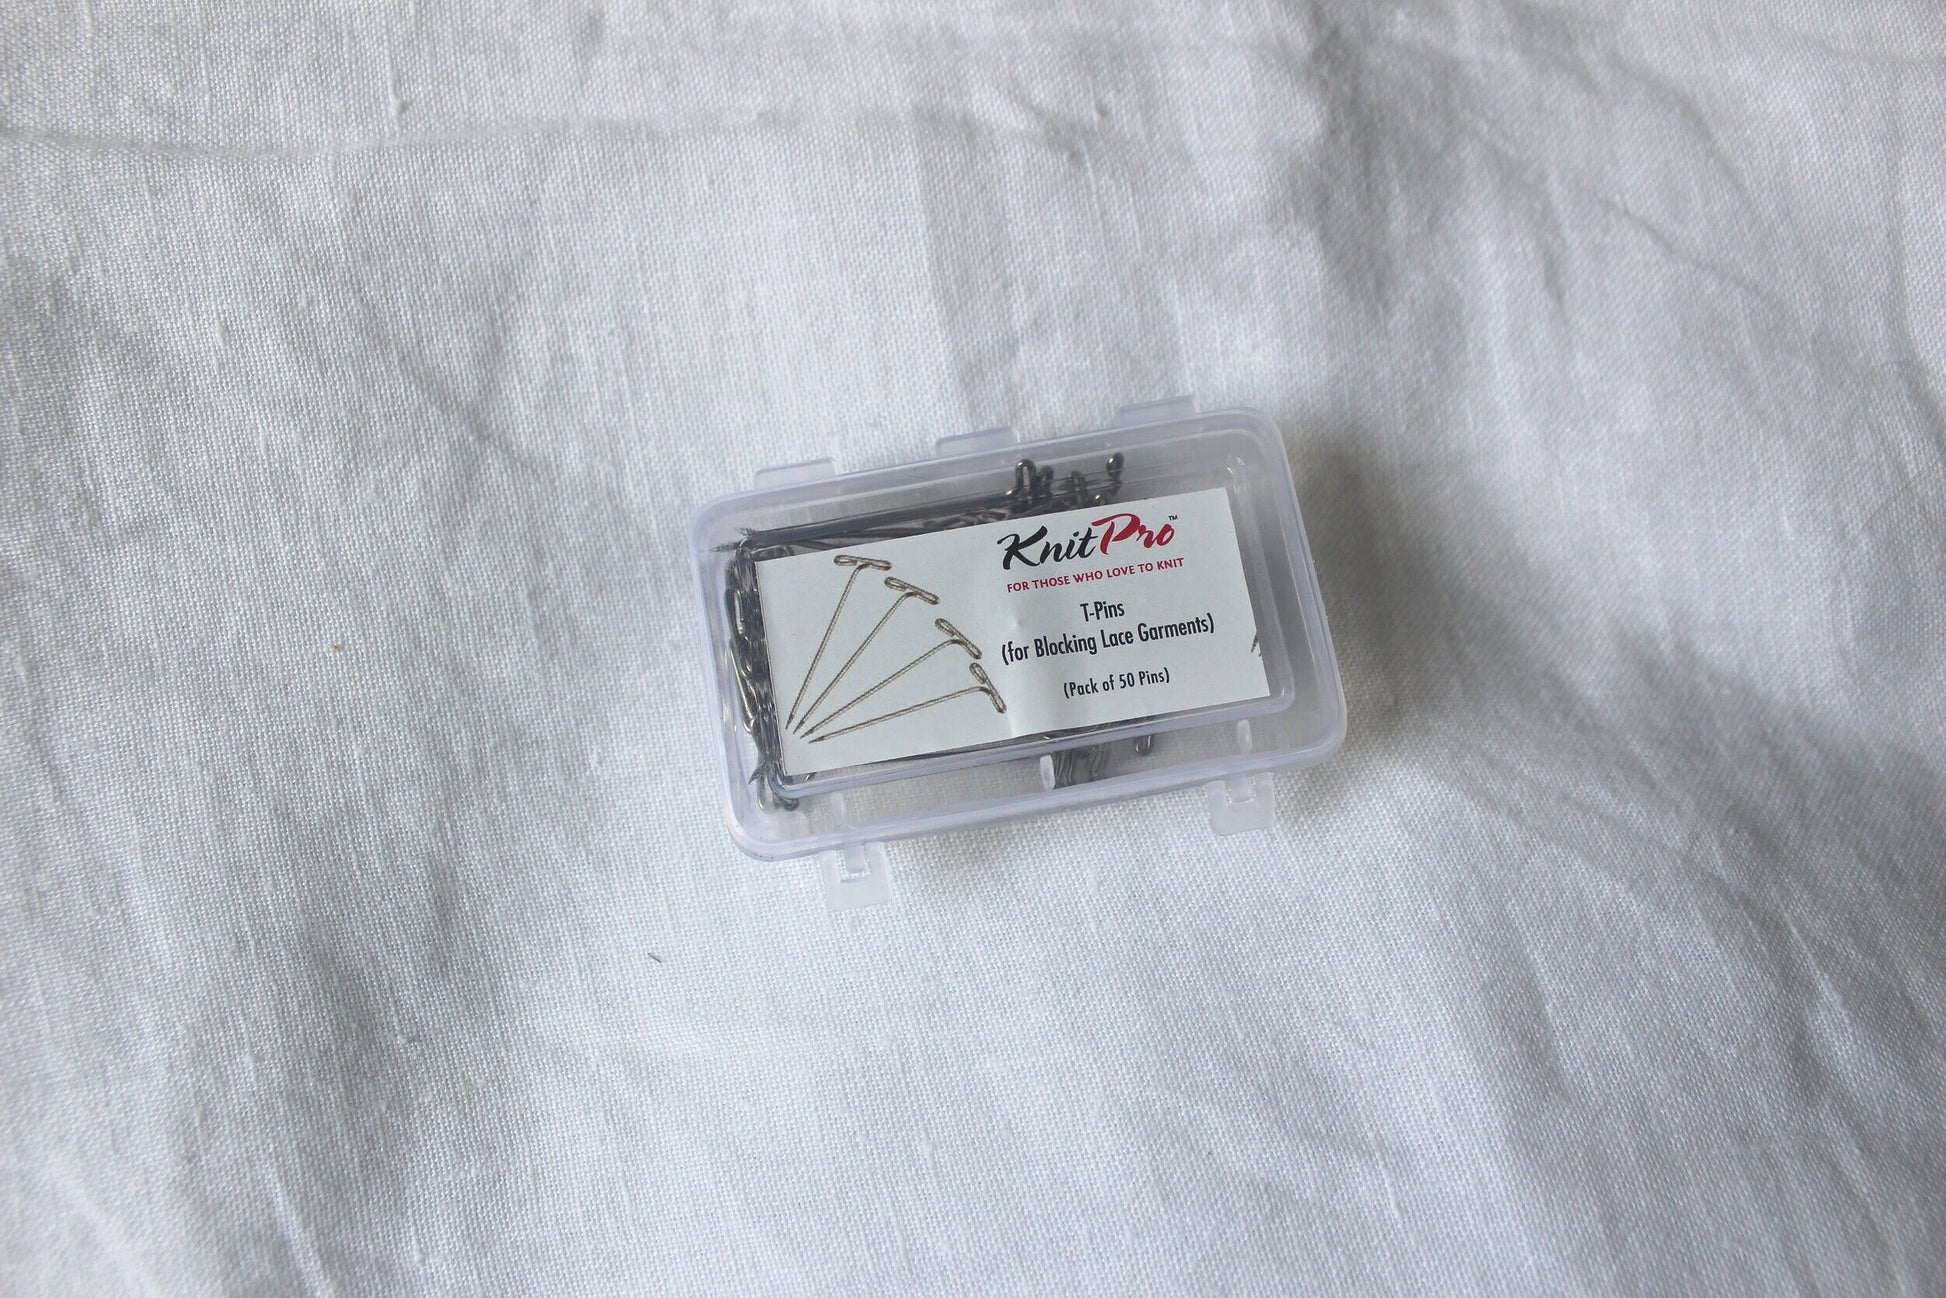 KnitPro™
FOR THOSE WHO LOVE TO KNIT
T-Pins
(for Blocking Lace Garments)
(Pack of 50 Pins)